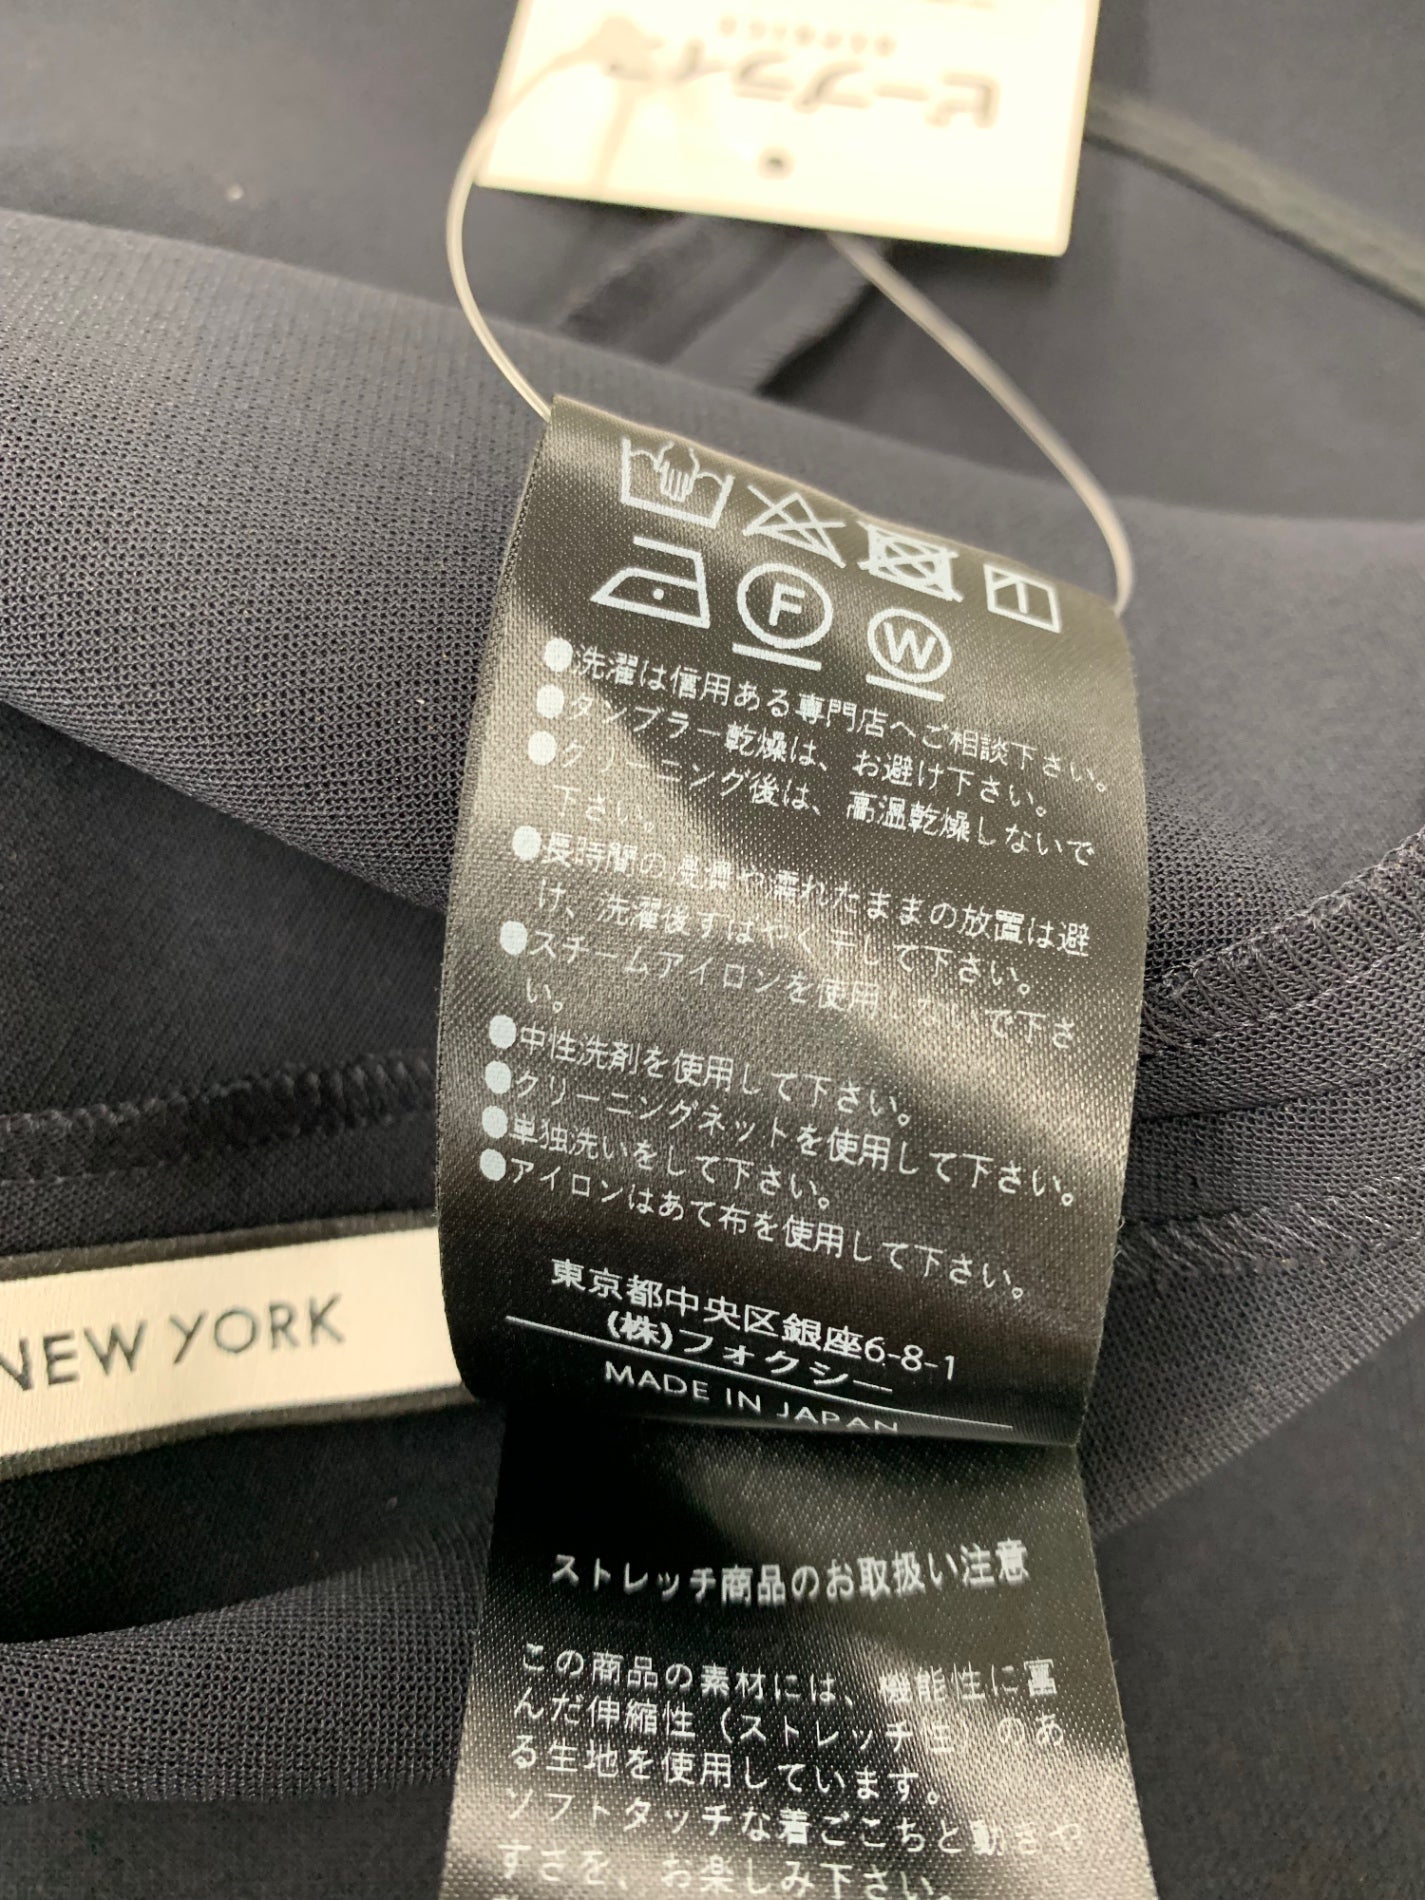 ピープライス
F
W
●洗濯は信用ある専門店へご相談下さい。
●タンブラー乾燥は、お避け下さい。
●クリーニング後は、高温乾燥しないで
下さい。
●長時間の浸漬や濡れたままの放置は避
け、洗濯後すばやく干して下さい。
●スチームアイロンを使用しないで下さ
い。
●中性洗剤を使用して下さい。
●クリーニングネットを使用して下さい。
●単独洗いをして下さい。
●アイロンはあて布を使用して下さい。
東京都中央区銀座6-8-1
(株)フォクシー
MADE IN JAPAN
NEW YORK
ストレッチ商品のお取扱い注意
この商品の素材には、機能性に富
んだ伸縮性（ストレッチ性）のあ
る生地を使用しています。
ソフトタッチな着ごこちと動きや
すさを、お楽しみ下さい。